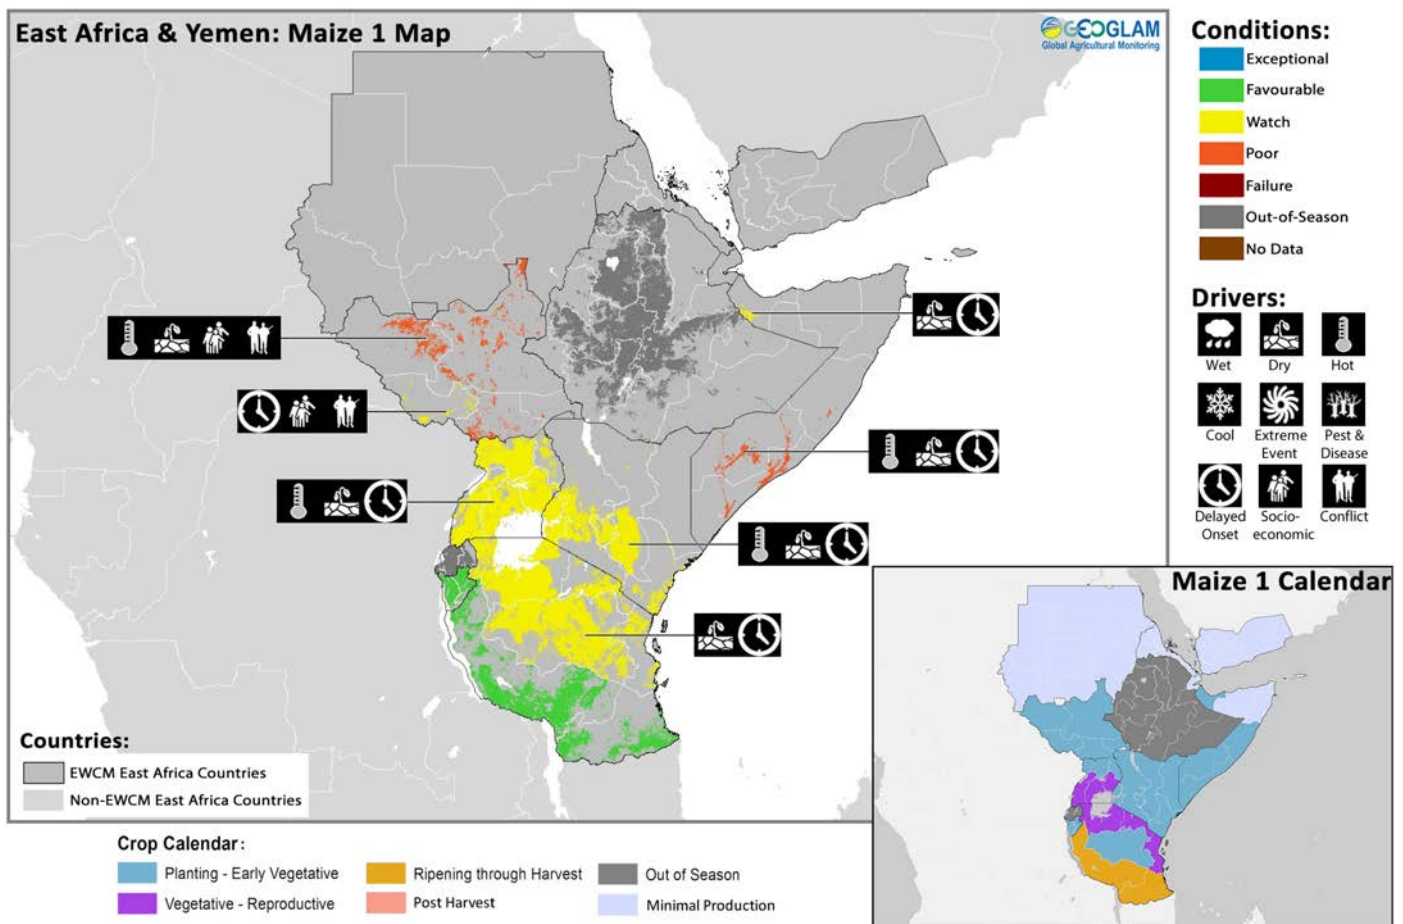 East Africa & Yemen: Maize 1 Map
GEOGLAM
Global Agricultural Monitoring
Conditions:
Exceptional
Favourable
Watch
Poor
Failure
Out-of-Season
No Data
Drivers:
Wet
Dry
Hot
Cool
Extreme
Event
Pest &
Disease
Delayed
Onset
Socio-
economic
Conflict
Countries:
EWCM East Africa Countries
Non-EWCM East Africa Countries
Maize 1 Calendar
Crop Calendar:
Planting - Early Vegetative
Ripening through Harvest
Out of Season
Vegetative - Reproductive
Post Harvest
Minimal Production